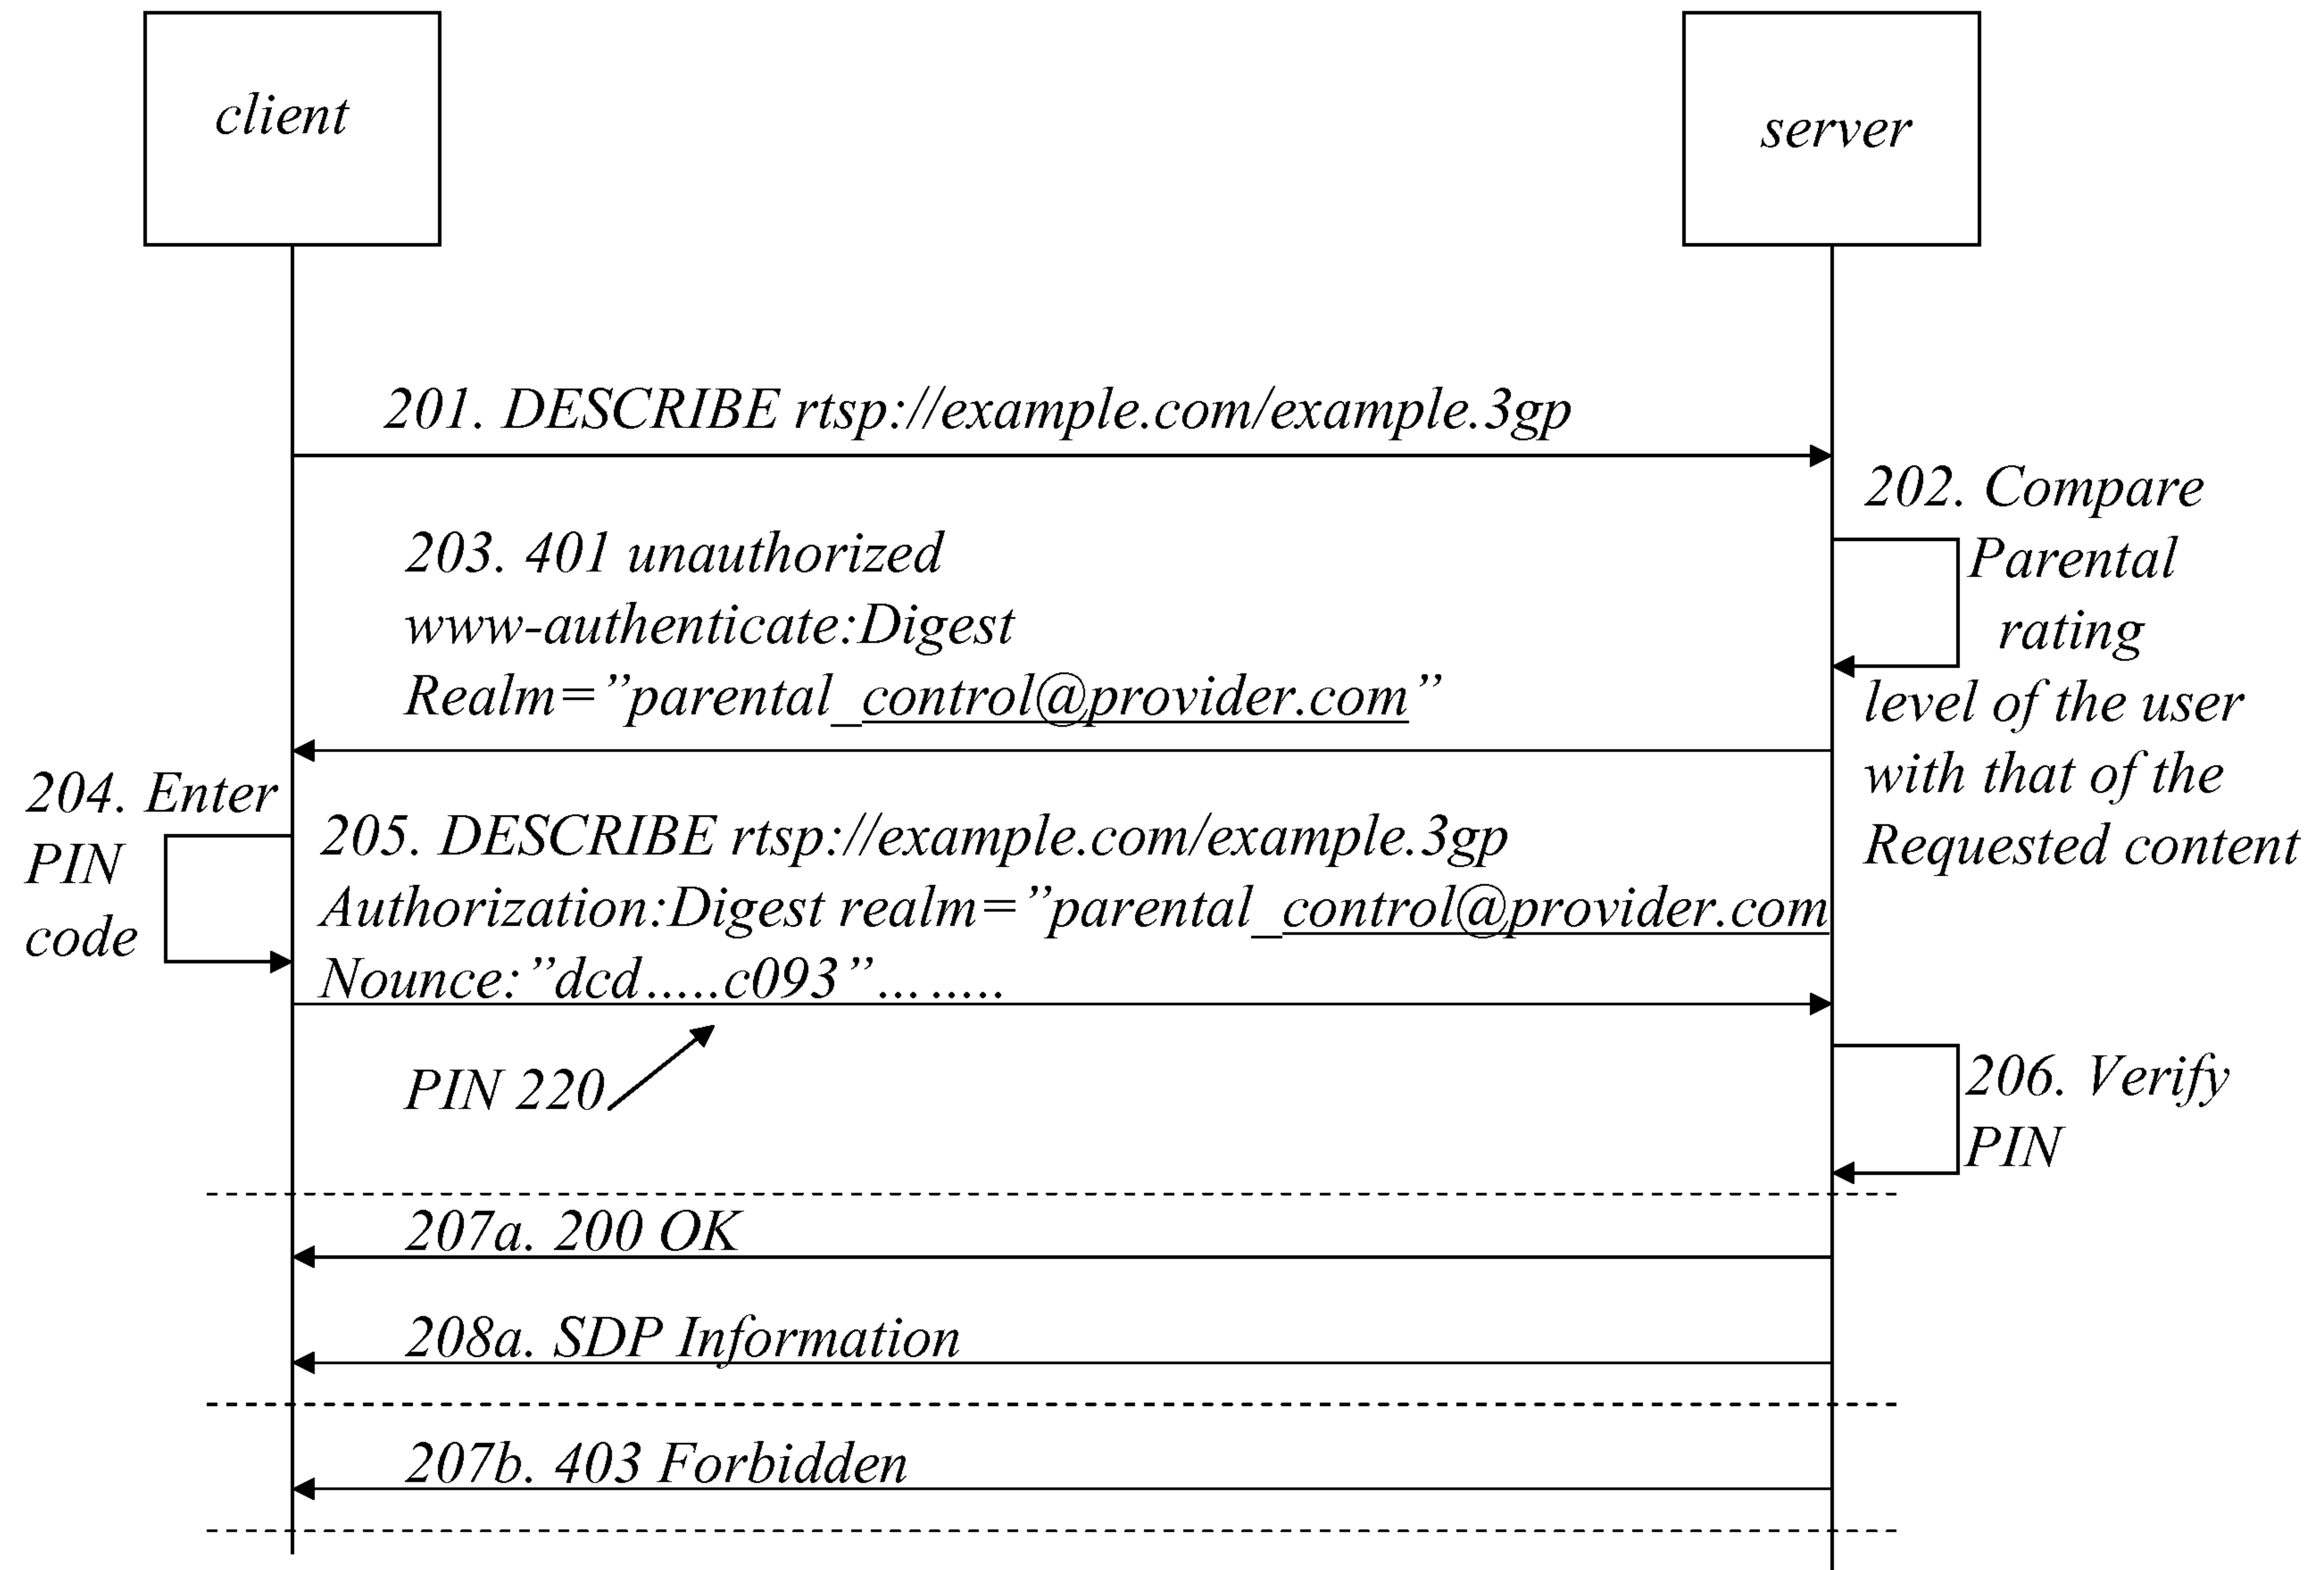 client
server
201. DESCRIBE rtsp://example.com/example.3gp
202. Compare
Parental
rating
level of the user
with that of the
Requested content
203. 401 unauthorized
www-authenticate:Digest
Realm=”parental_control@provider.com”
204. Enter
PIN
code
205. DESCRIBE rtsp://example.com/example.3gp
Authorization:Digest realm=”parental_control@provider.com
Nounce:”dcd.....c093”........
PIN 220
206. Verify
PIN
207a. 200 OK
208a. SDP Information
207b. 403 Forbidden